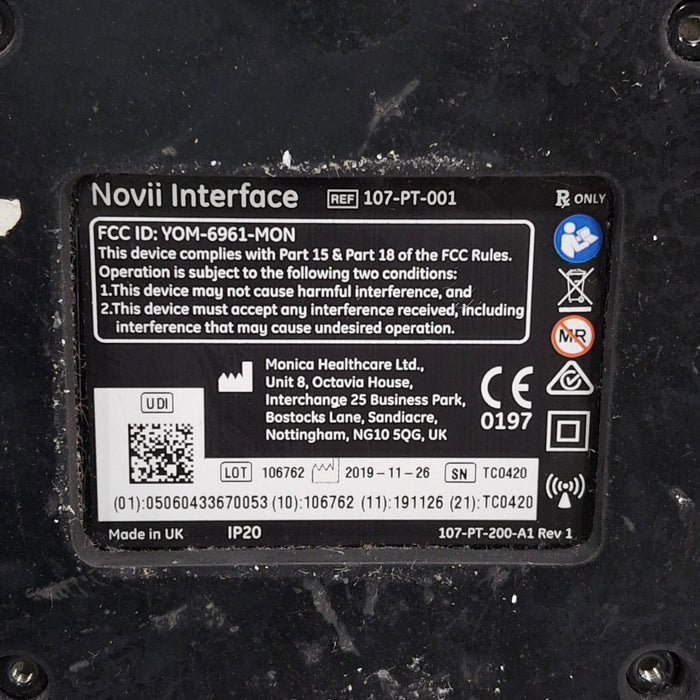 Novii Interface REF 107-PT-001 Rx ONLY
FCC ID: YOM-6961-MON
This device complies with Part 15 & Part 18 of the FCC Rules.
Operation is subject to the following two conditions:
1.This device may not cause harmful interference, and
2.This device must accept any interference received, including
interference that may cause undesired operation.
MR
Monica Healthcare Ltd.,
Unit 8, Octavia House,
Interchange 25 Business Park,
Bostocks Lane, Sandiacre,
Nottingham, NG10 5QG, UK
CE
0197
UDI
LOT 106762 2019-11-26 SN TC0420
(01):05060433670053 (10):106762 (11):191126 (21):TC0420
Made in UK IP20 107-PT-200-A1 Rev 1